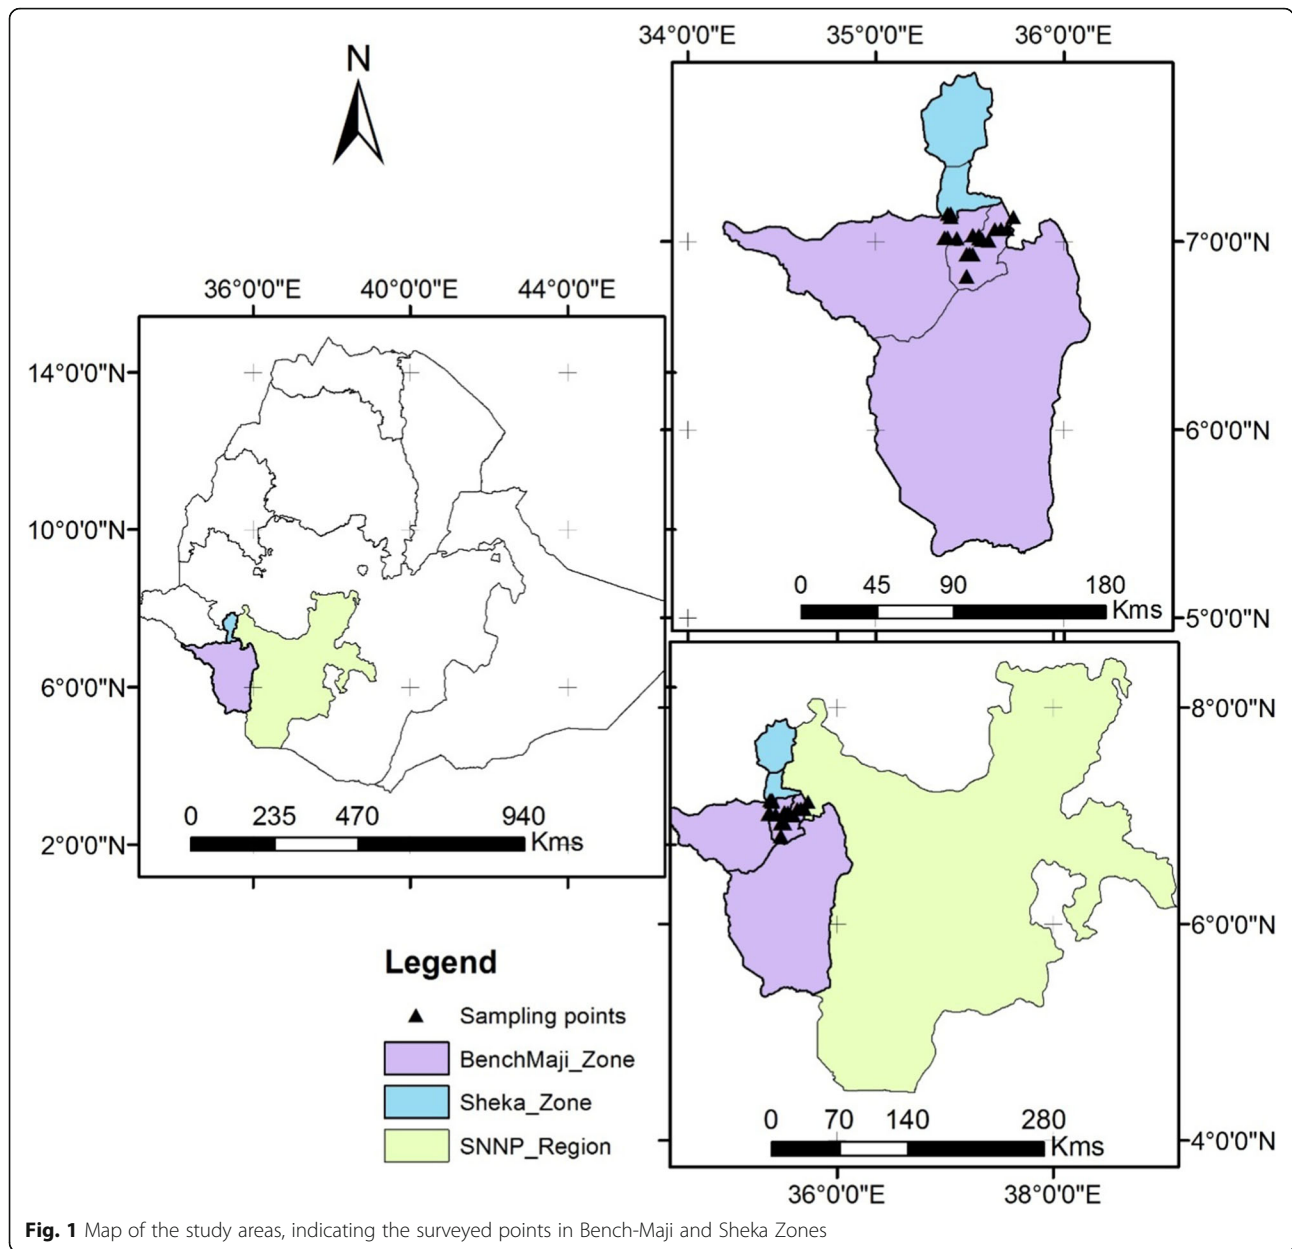 N
34°0'0"E 35°0'0"E 36°0'0"E
7°0'0"N
6°0'0"N
5°0'0"N
0 45 90 180
Kms
36°0'0"E 40°0'0"E 44°0'0"E
14°0'0"N
10°0'0"N
6°0'0"N
2°0'0"N
0 235 470 940
Kms
8°0'0"N
6°0'0"N
4°0'0"N
0 70 140 280
Kms
36°0'0"E 38°0'0"E
Legend
Sampling points
BenchMaji_Zone
Sheka_Zone
SNNP_Region
Fig. 1 Map of the study areas, indicating the surveyed points in Bench-Maji and Sheka Zones